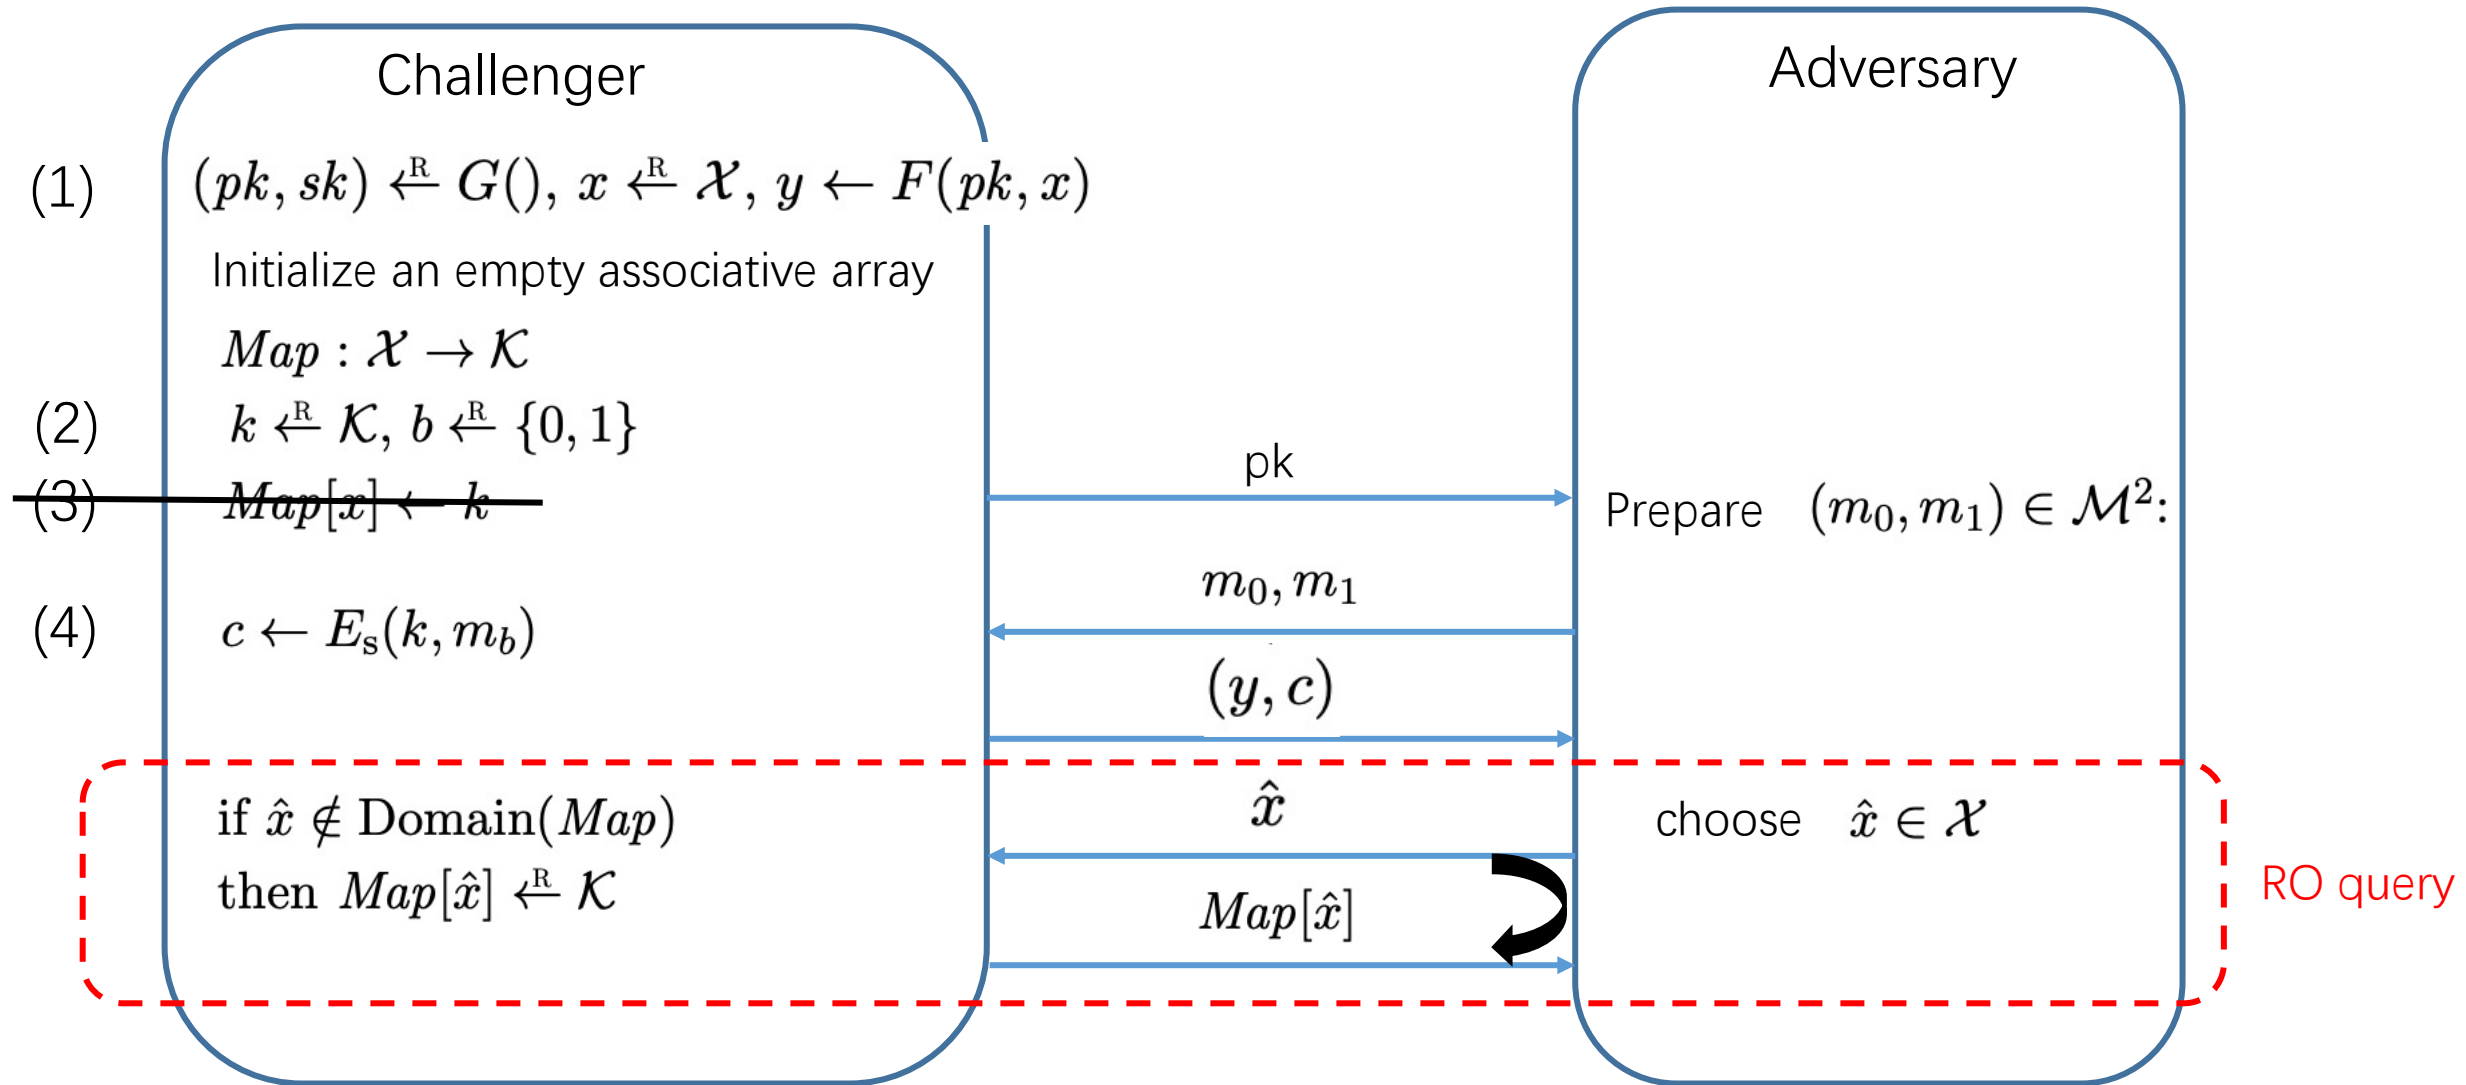 Challenger
Adversary
(1) (pk, sk) ←ᴿ G(), x ←ᴿ 𝒳, y ← F(pk, x)
Initialize an empty associative array
Map : 𝒳 → 𝒦
(2) k ←ᴿ 𝒦, b ←ᴿ {0, 1}
pk
(3) Map[x] ← k
Prepare (m₀, m₁) ∈ ℳ²:
m₀, m₁
(4) c ← Eₛ(k, m_b)
(y, c)
if x̂ ∉ Domain(Map)
x̂
choose x̂ ∈ 𝒳
then Map[x̂] ←ᴿ 𝒦
Map[x̂]
RO query